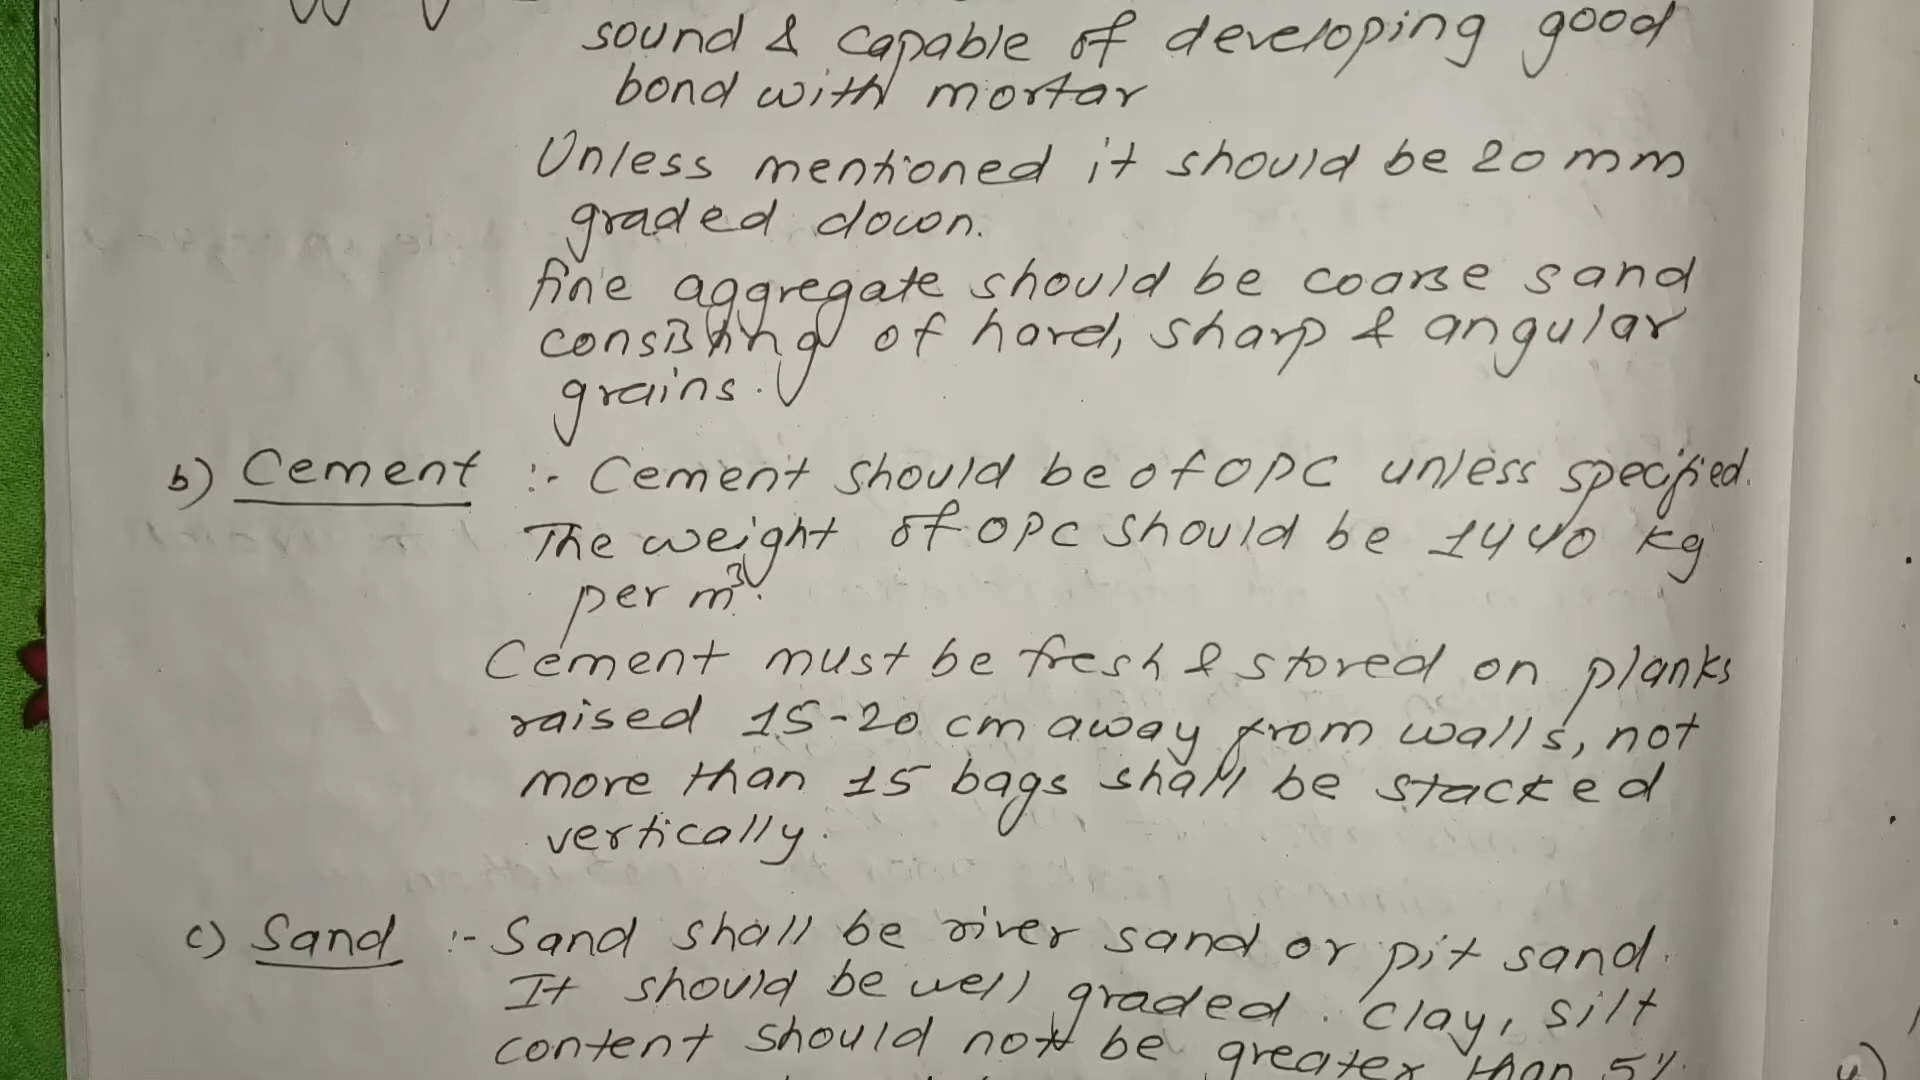 sound & capable of developing good
bond with mortar
Unless mentioned it should be 20 mm
graded down.
fine aggregate should be coarse sand
consisting of hard, sharp & angular
grains.
b) Cement :- Cement should be of OPC unless specified.
The weight of OPC should be 1440 kg
per m³.
Cement must be fresh & stored on planks
raised 15-20 cm away from walls, not
more than 15 bags shall be stacked
vertically.
c) Sand :- Sand shall be river sand or pit sand.
It should be well graded. Clay, silt
content should not be greater than 5%